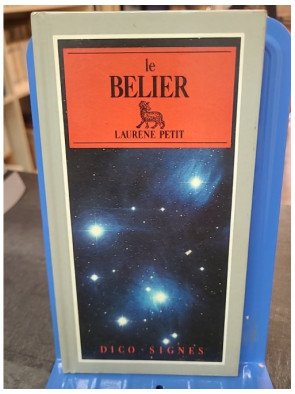 le
BELIER
LAURENE PETIT
DICO-SIGNES